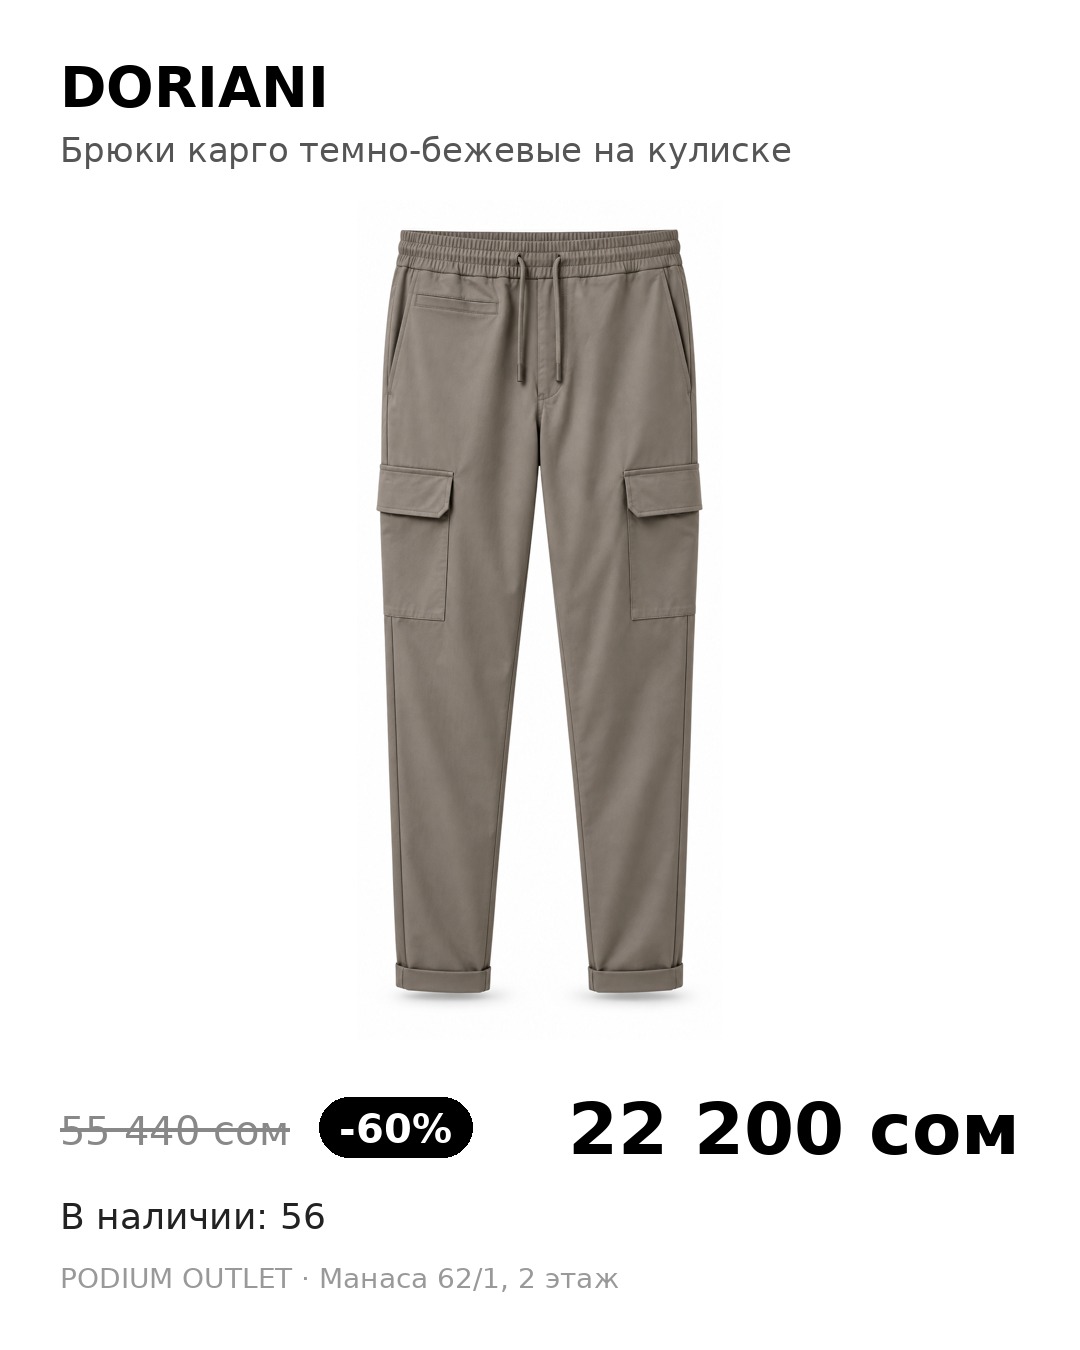 DORIANI
Брюки карго темно-бежевые на кулиске
55 440 сом -60% 22 200 сом
В наличии: 56
PODIUM OUTLET · Манаса 62/1, 2 этаж